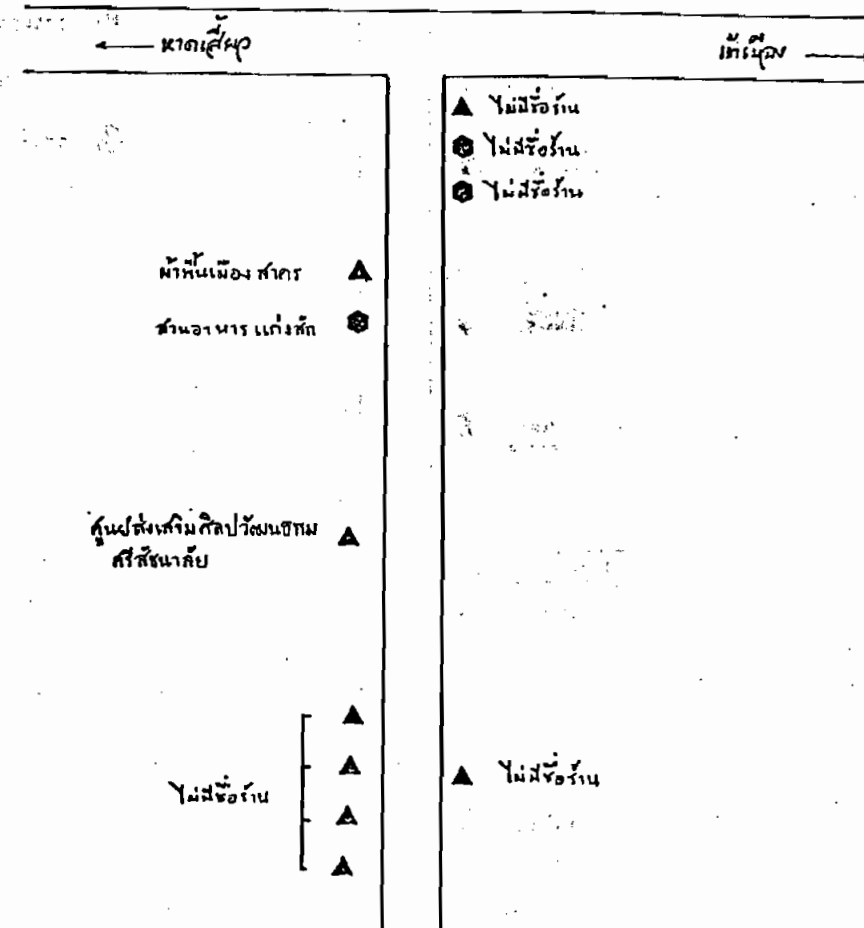 ← หาดเสี้ยว
เข้าเมือง →
ไม่มีชื่อร้าน
ไม่มีชื่อร้าน
ไม่มีชื่อร้าน
ผ้าพื้นเมือง สาคร
สวนอาหาร แก่งสัก
ศูนย์ส่งเสริมศิลปวัฒนธรรม
ศรีสัชนาลัย
ไม่มีชื่อร้าน
ไม่มีชื่อร้าน